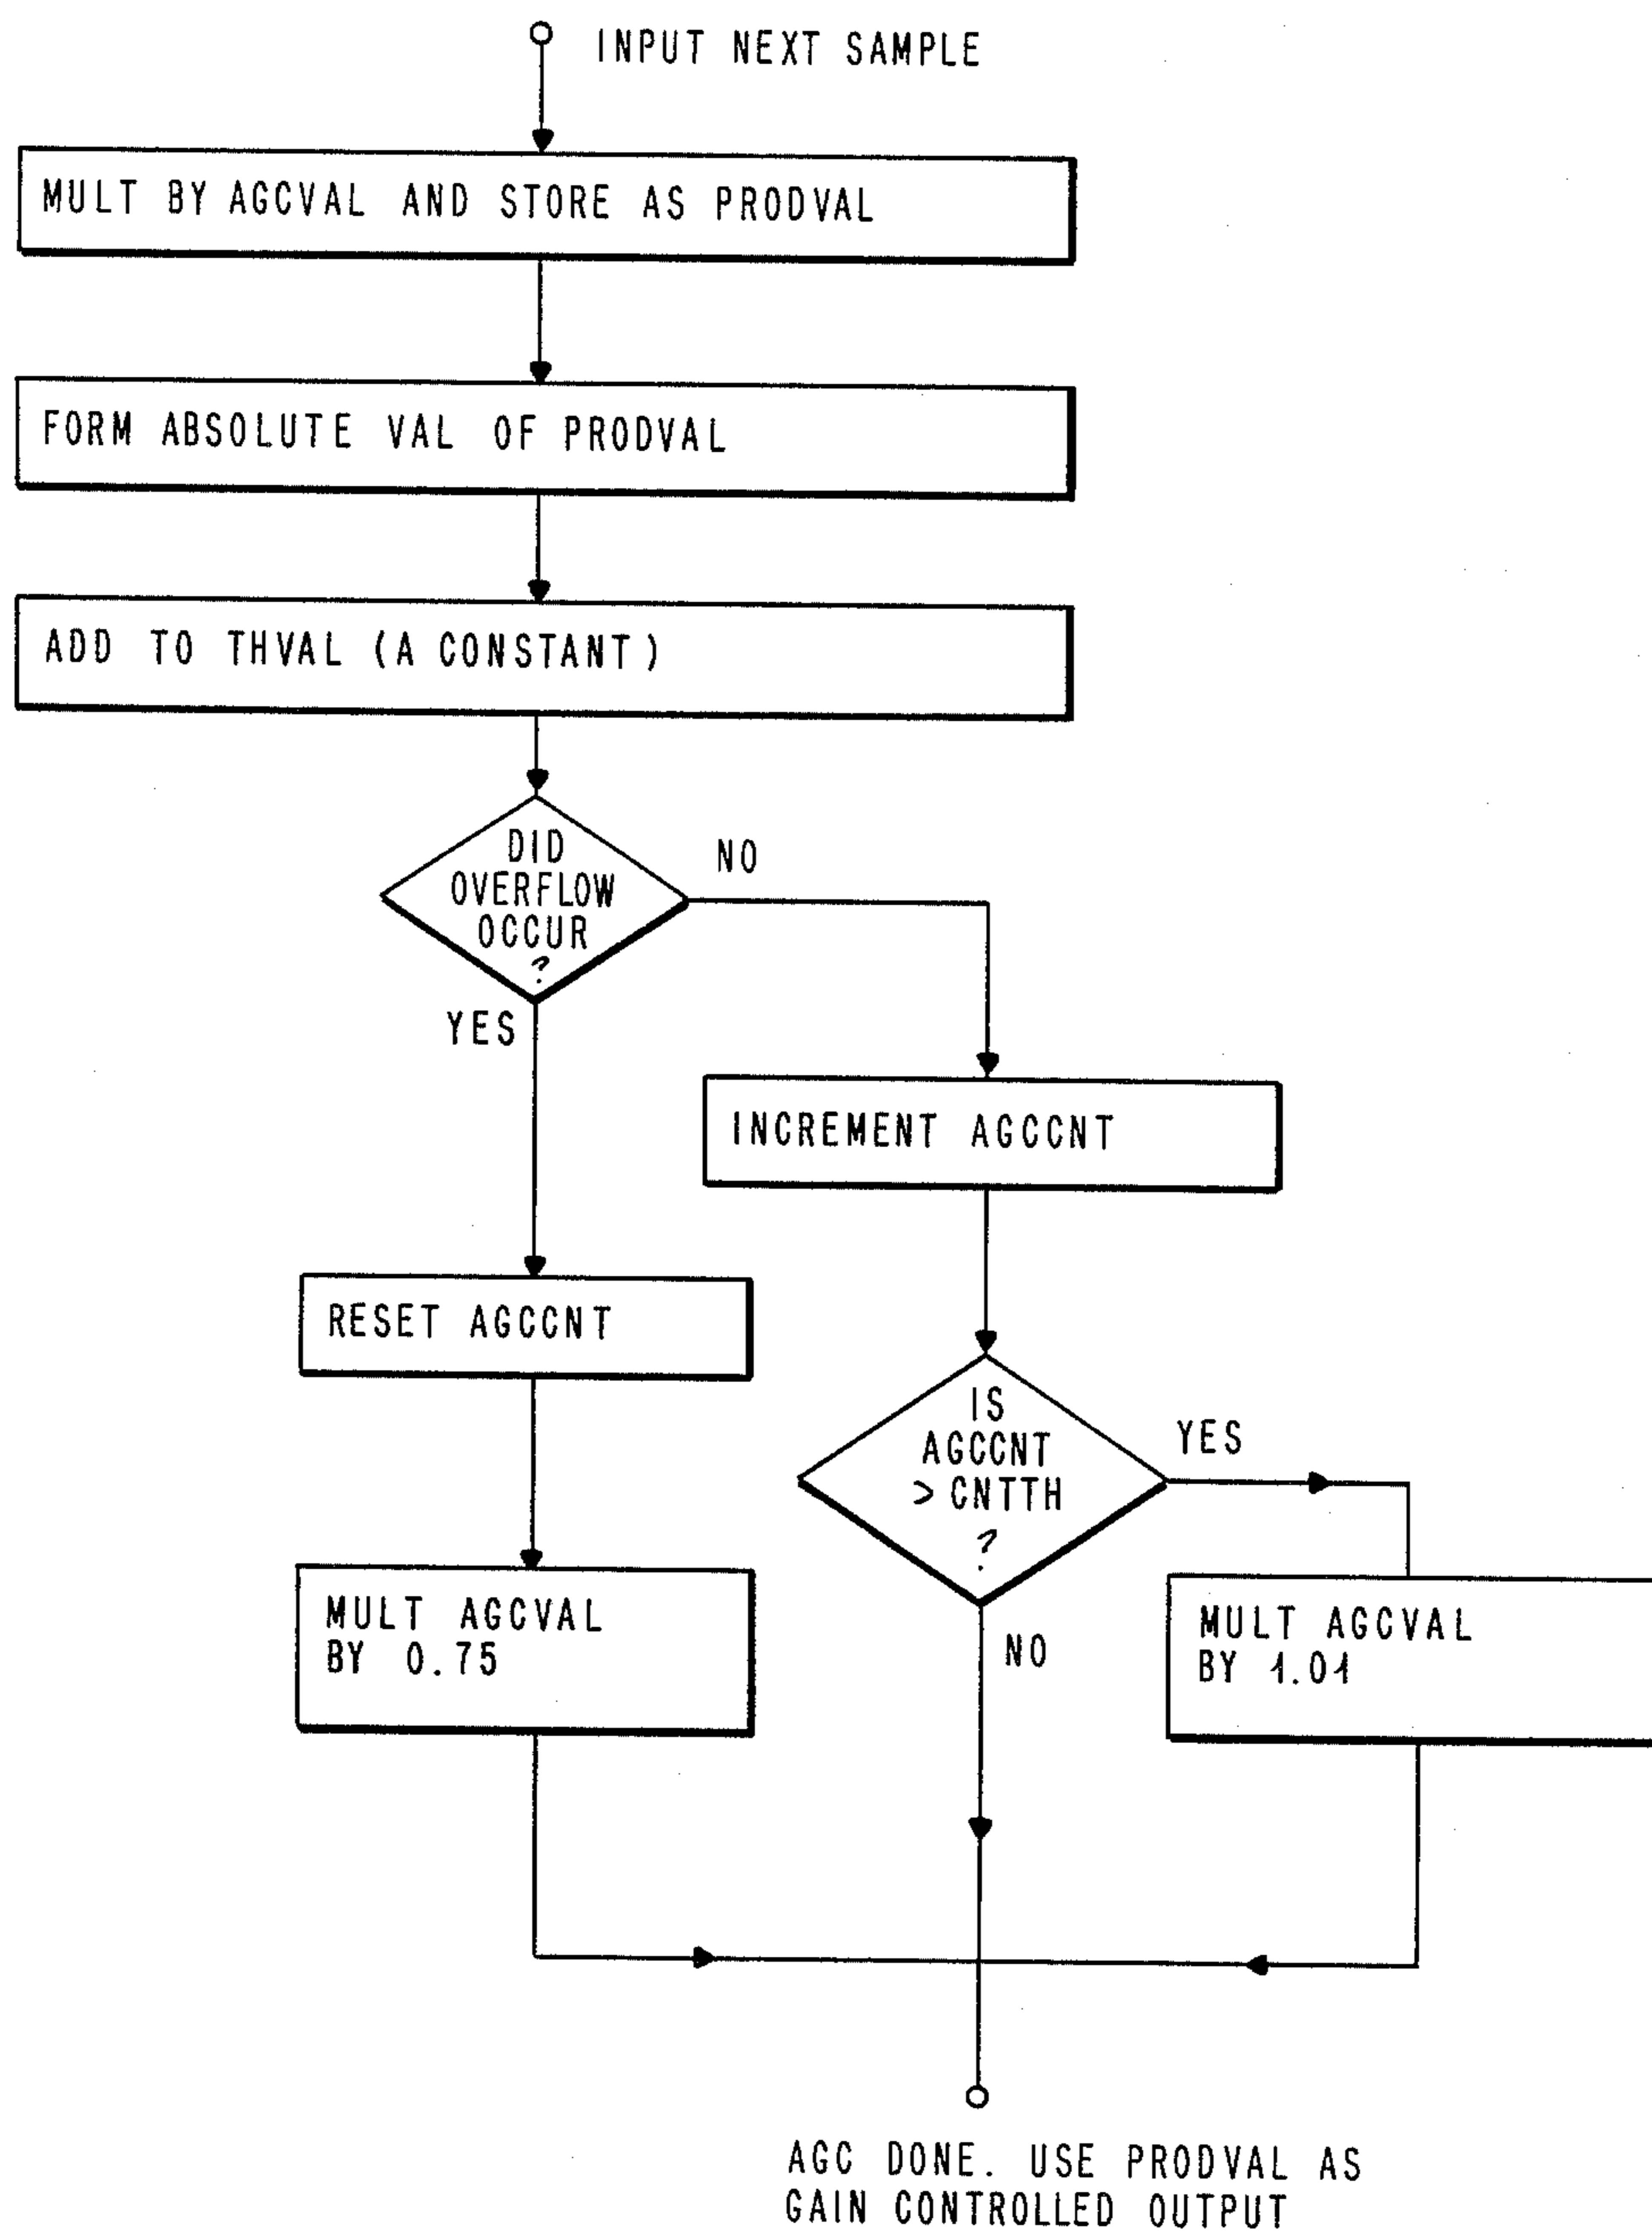 INPUT NEXT SAMPLE
MULT BY AGCVAL AND STORE AS PRODVAL
FORM ABSOLUTE VAL OF PRODVAL
ADD TO THVAL (A CONSTANT)
DID
OVERFLOW
OCCUR
?
NO
YES
INCREMENT AGCCNT
RESET AGCCNT
IS
AGCCNT
> CNTTH
?
YES
NO
MULT AGCVAL
BY 0.75
MULT AGCVAL
BY 1.01
AGC DONE. USE PRODVAL AS
GAIN CONTROLLED OUTPUT